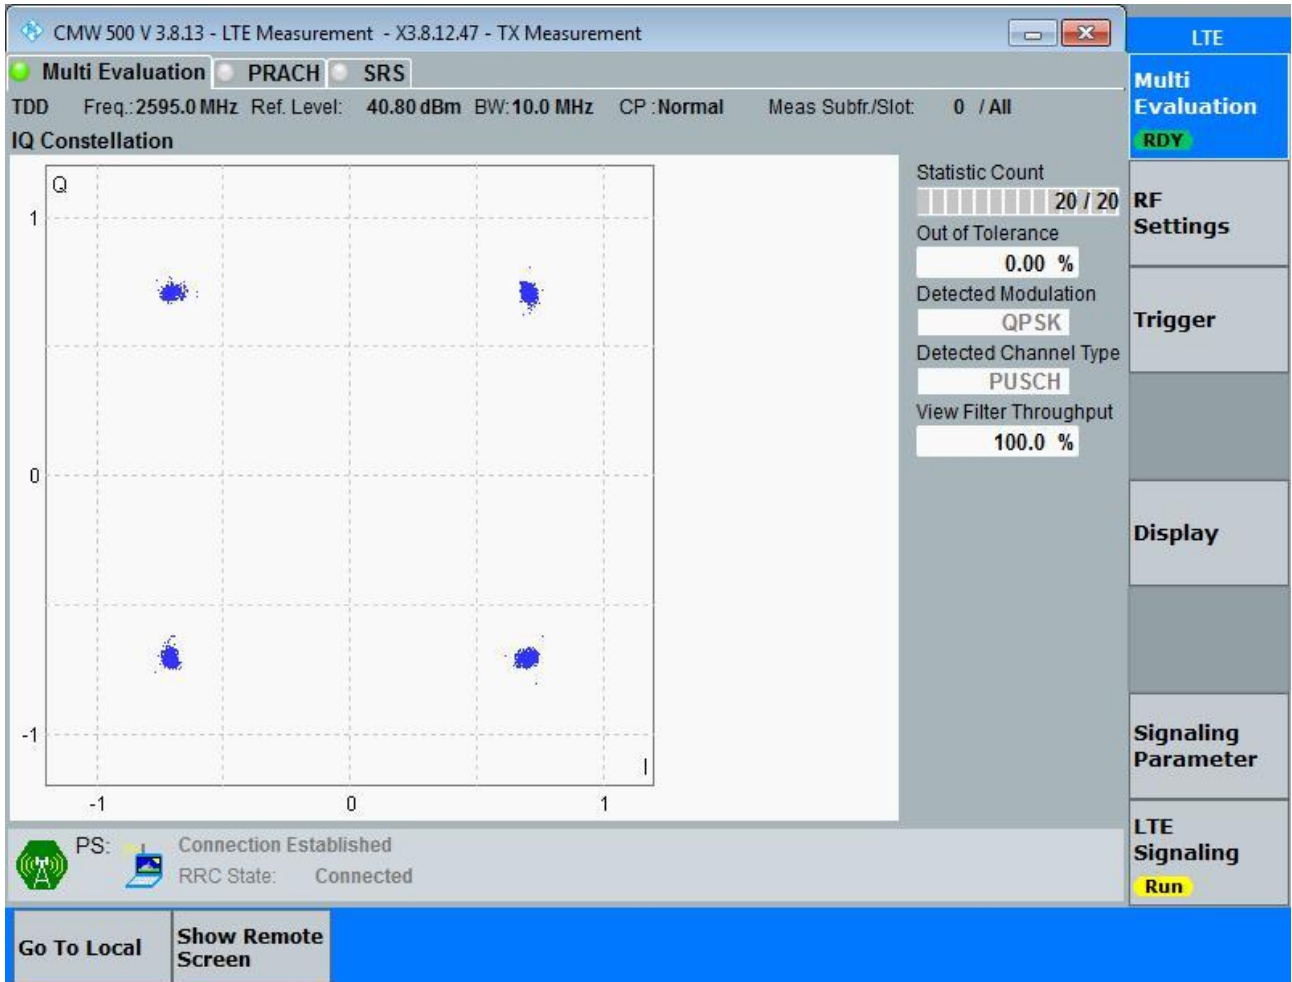 CMW 500 V 3.8.13 - LTE Measurement - X3.8.12.47 - TX Measurement
LTE
Multi Evaluation PRACH SRS
TDD Freq.: 2595.0 MHz Ref. Level: 40.80 dBm BW: 10.0 MHz CP : Normal Meas Subfr./Slot: 0 / All
IQ Constellation
Q
1
0
-1
I
-1 0 1
Statistic Count
20 / 20
Out of Tolerance
0.00 %
Detected Modulation
QPSK
Detected Channel Type
PUSCH
View Filter Throughput
100.0 %
Multi
Evaluation
RDY
RF
Settings
Trigger
Display
Signaling
Parameter
LTE
Signaling
Run
PS: Connection Established
RRC State: Connected
Go To Local
Show Remote
Screen